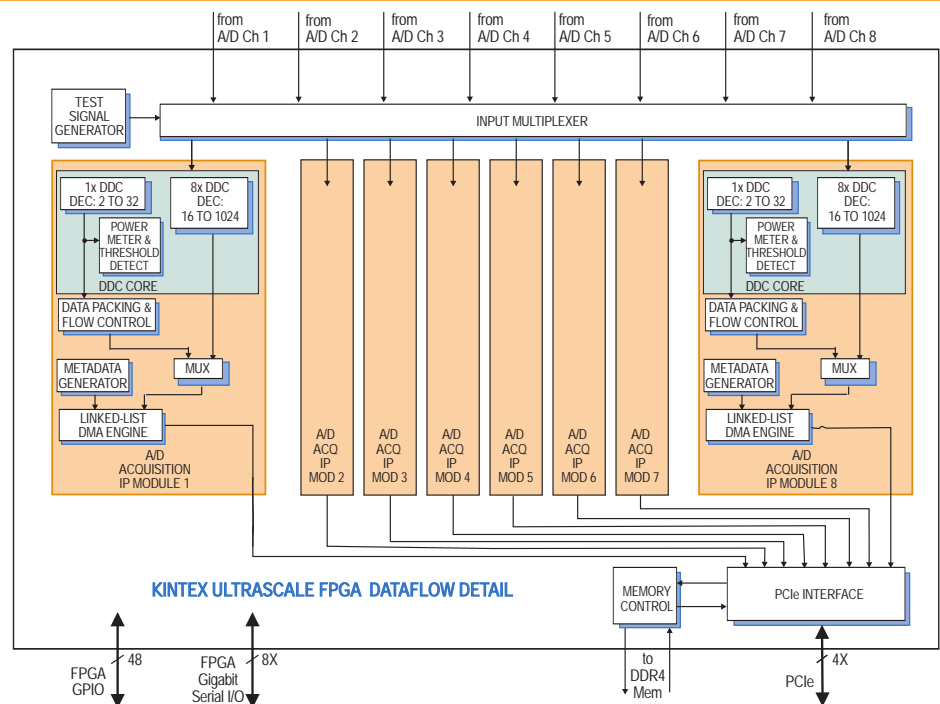 from
A/D Ch 1
from
A/D Ch 2
from
A/D Ch 3
from
A/D Ch 4
from
A/D Ch 5
from
A/D Ch 6
from
A/D Ch 7
from
A/D Ch 8
TEST
SIGNAL
GENERATOR
INPUT MULTIPLEXER
1x DDC
DEC: 2 TO 32
8x DDC
DEC:
16 TO 1024
POWER
METER &
THRESHOLD
DETECT
DDC CORE
DATA PACKING &
FLOW CONTROL
METADATA
GENERATOR
MUX
LINKED-LIST
DMA ENGINE
A/D
ACQUISITION
IP MODULE 1
A/D
ACQ
IP
MOD 2
A/D
ACQ
IP
MOD 3
A/D
ACQ
IP
MOD 4
A/D
ACQ
IP
MOD 5
A/D
ACQ
IP
MOD 6
A/D
ACQ
IP
MOD 7
1x DDC
DEC: 2 TO 32
8x DDC
DEC:
16 TO 1024
POWER
METER &
THRESHOLD
DETECT
DDC CORE
DATA PACKING &
FLOW CONTROL
METADATA
GENERATOR
MUX
LINKED-LIST
DMA ENGINE
A/D
ACQUISITION
IP MODULE 8
KINTEX ULTRASCALE FPGA DATAFLOW DETAIL
MEMORY
CONTROL
PCIe INTERFACE
48
FPGA
GPIO
8X
FPGA
Gigabit
Serial I/O
to
DDR4
Mem
4X
PCIe